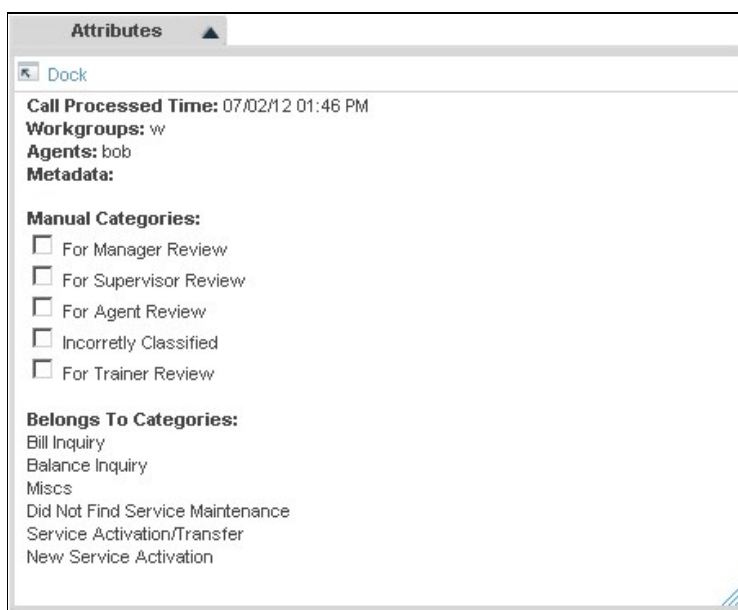 Attributes
Dock
Call Processed Time: 07/02/12 01:46 PM
Workgroups: w
Agents: bob
Metadata:
Manual Categories:
For Manager Review
For Supervisor Review
For Agent Review
Incorretly Classified
For Trainer Review
Belongs To Categories:
Bill Inquiry
Balance Inquiry
Miscs
Did Not Find Service Maintenance
Service Activation/Transfer
New Service Activation